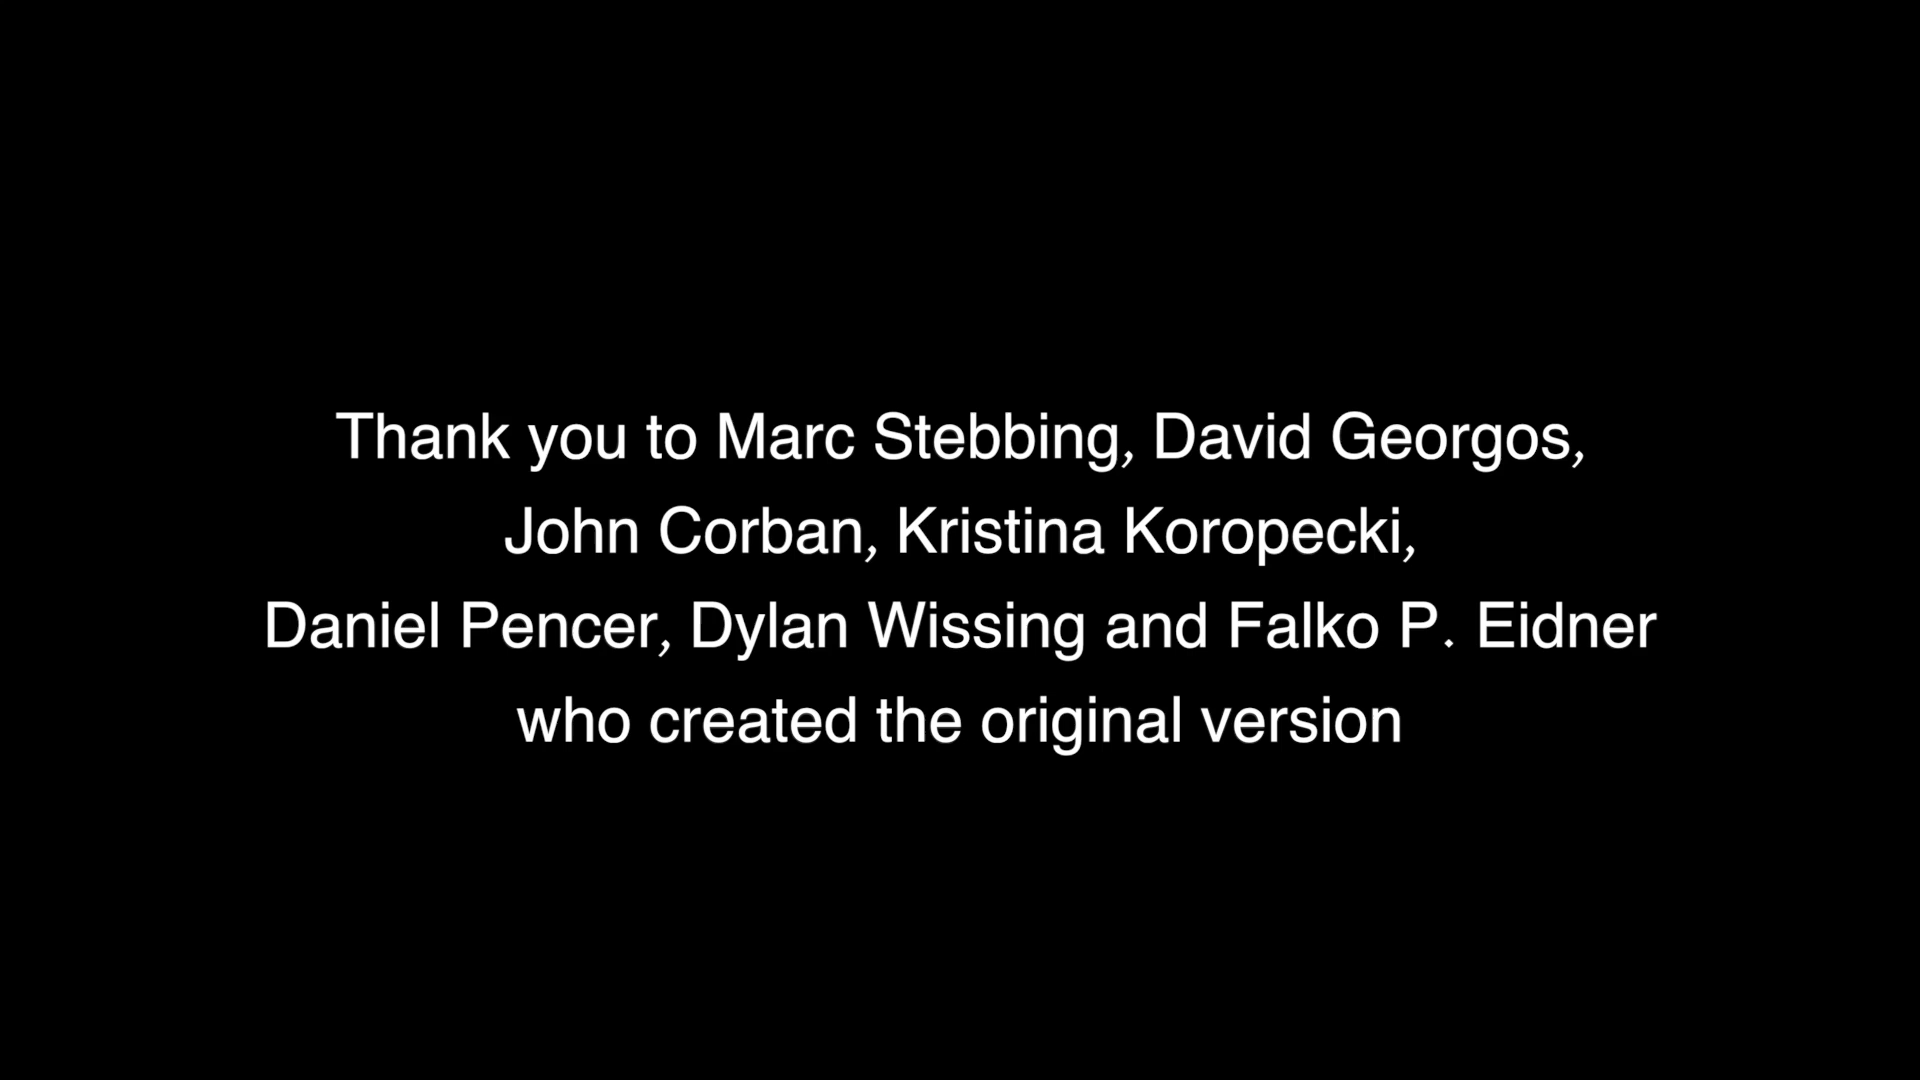 Thank you to Marc Stebbing, David Georgos,
John Corban, Kristina Koropecki,
Daniel Pencer, Dylan Wissing and Falko P. Eidner
who created the original version